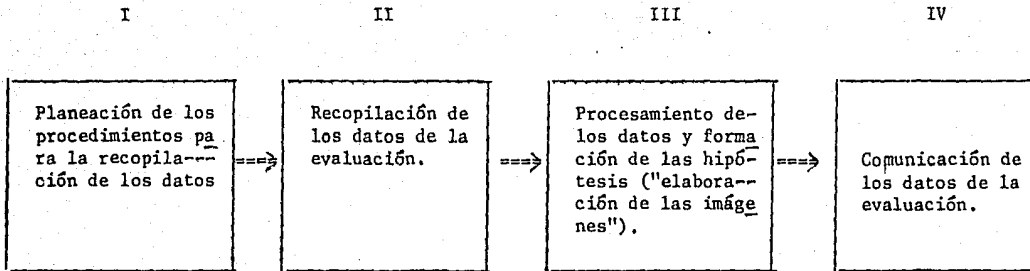 I II III IV
Planeación de los
procedimientos pa
ra la recopila---
ción de los datos
===>
Recopilación de
los datos de la
evaluación.
===>
Procesamiento de-
los datos y forma
ción de las hipó-
tesis ("elabora--
ción de las imáge
nes").
===>
Comunicación de
los datos de la
evaluación.